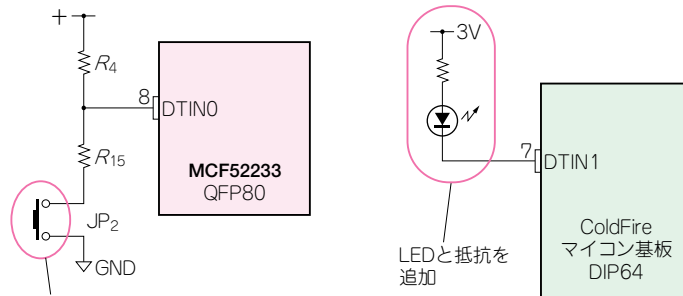 +
R4
8
DTIN0
R15
MCF52233
QFP80
JP2
GND
3V
7
DTIN1
LEDと抵抗を
追加
ColdFire
マイコン基板
DIP64